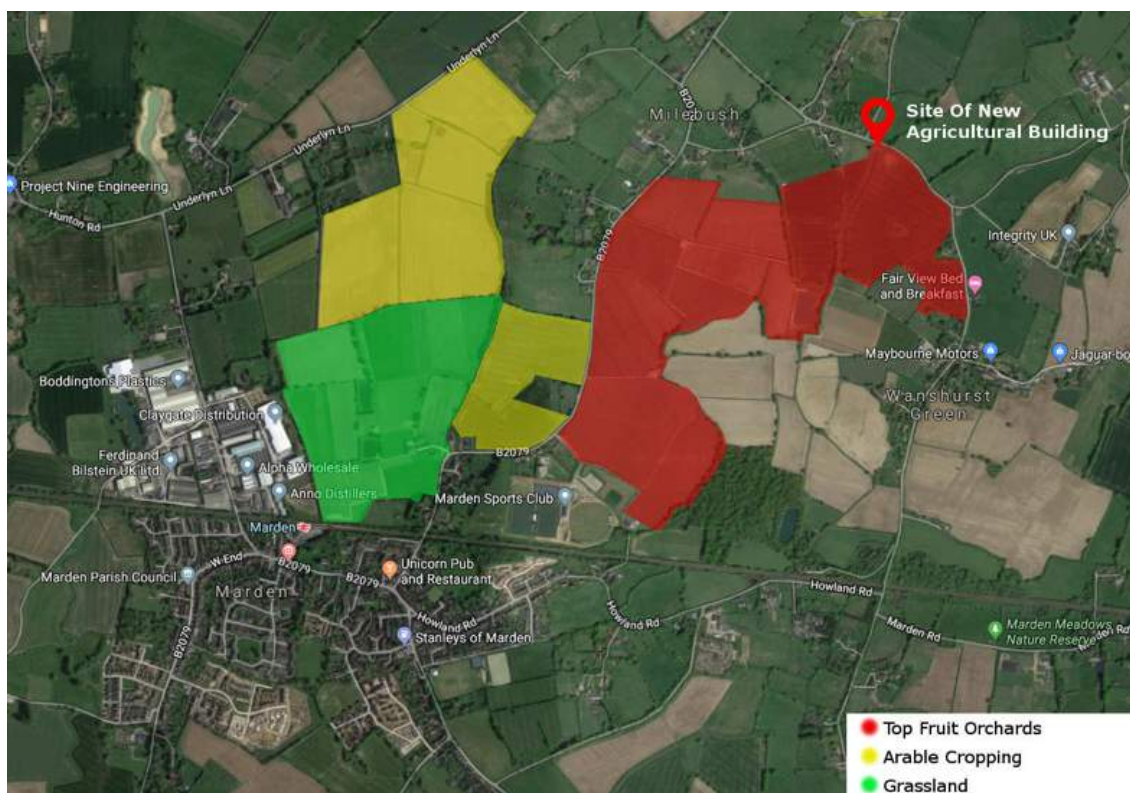 Underlyn Ln
B20
Milebush
Site Of New
Agricultural Building
Underlyn Ln
Project Nine Engineering
Hunton Rd
Underlyn Ln
B2079
Integrity UK
Fair View Bed
and Breakfast
Maybourne Motors
Jaguar-bo
Boddingtons Plastics
Wanshurst
Green
Claygate Distribution
Ferdinand
Bilstein UK Ltd
Alpha Wholesale
B2079
Anno Distillers
Marden Sports Club
Marden
W End
B2079
Unicorn Pub
and Restaurant
Marden Parish Council
B2079
Marden
Howland Rd
Howland Rd
Howland Rd
Marden Rd
Marden Meadows
Nature Reserve
Marden Rd
B2079
Stanleys of Marden
Top Fruit Orchards
Arable Cropping
Grassland